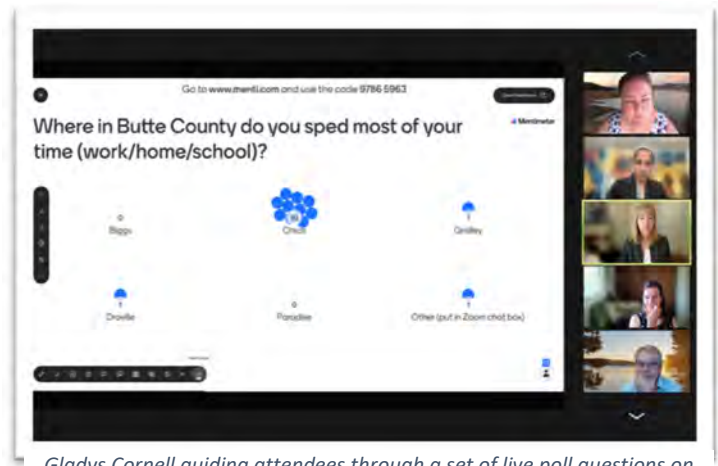 Go to www.menti.com and use the code 9786 5963
Mentimeter
Where in Butte County do you sped most of your
time (work/home/school)?
0
Biggs
Chico
1
Gridley
1
Oroville
0
Paradise
1
Other (put in Zoom chat box)
Gladys Cornell guiding attendees through a set of live poll questions on